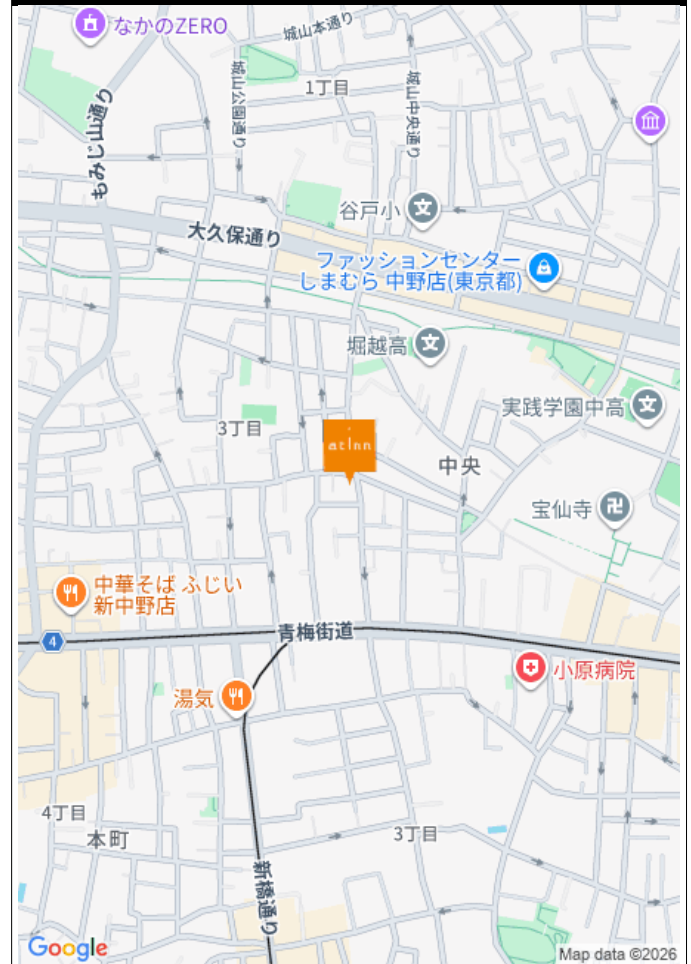 なかのZERO
城山本通り
城山公園通り
1丁目
城山中央通り
もみじ山通り
谷戸小
大久保通り
ファッションセンター
しまむら 中野店(東京都)
堀越高
実践学園中高
3丁目
at Inn
中央
宝仙寺
中華そば ふじい
新中野店
4
青梅街道
小原病院
湯気
4丁目
本町
3丁目
新橋通り
Google
Map data ©2026